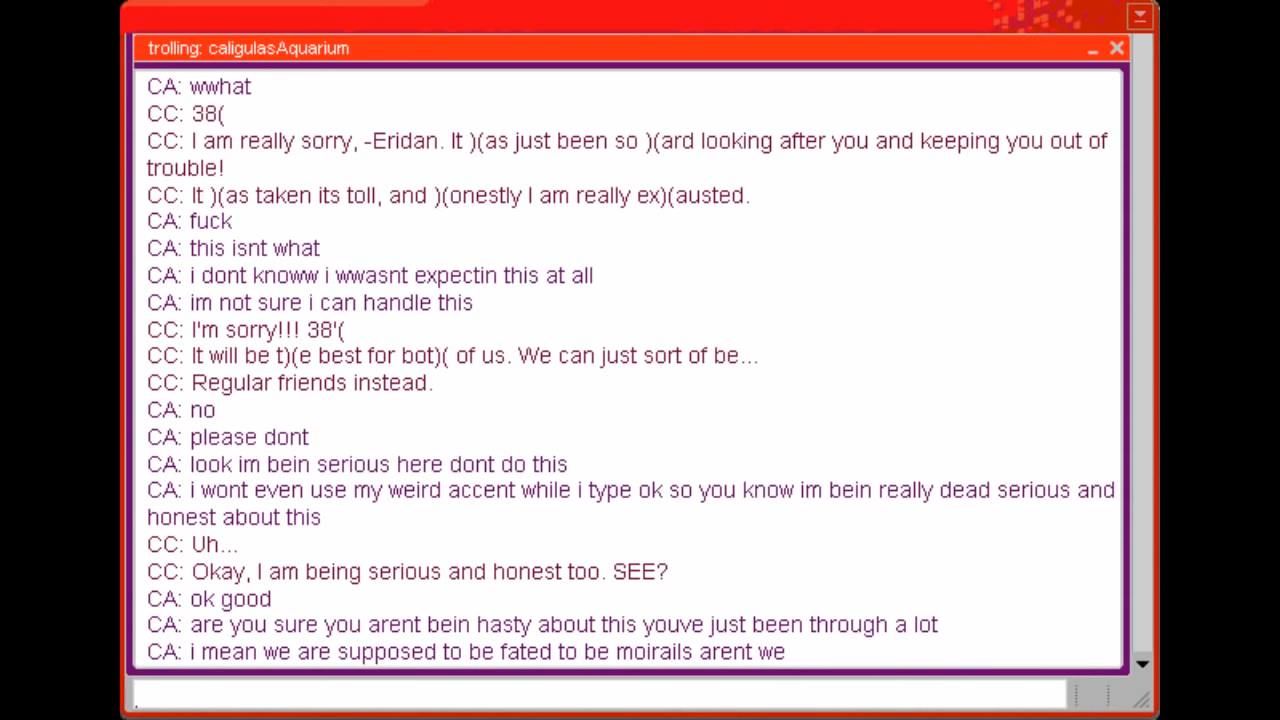 trolling: caligulasAquarium
CA: wwhat
CC: 38(
CC: I am really sorry, -Eridan. It )(as just been so )(ard looking after you and keeping you out of
trouble!
CC: It )(as taken its toll, and )(onestly I am really ex)(austed.
CA: fuck
CA: this isnt what
CA: i dont knoww i wwasnt expectin this at all
CA: im not sure i can handle this
CC: I'm sorry!!! 38'(
CC: It will be t)(e best for bot)( of us. We can just sort of be...
CC: Regular friends instead.
CA: no
CA: please dont
CA: look im bein serious here dont do this
CA: i wont even use my weird accent while i type ok so you know im bein really dead serious and
honest about this
CC: Uh...
CC: Okay, I am being serious and honest too. SEE?
CA: ok good
CA: are you sure you arent bein hasty about this youve just been through a lot
CA: i mean we are supposed to be fated to be moirails arent we